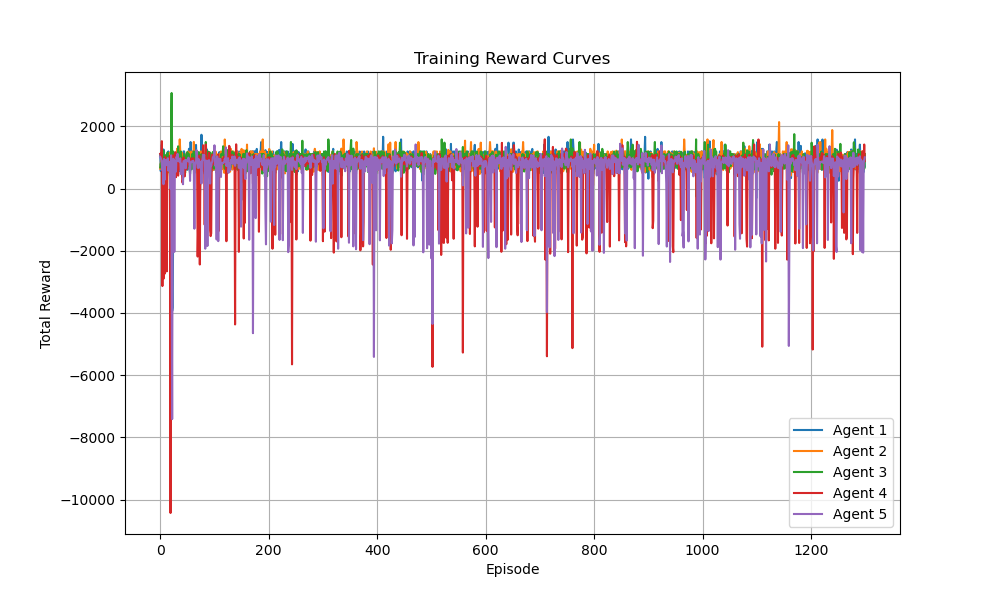 Training Reward Curves
Total Reward
2000
0
−2000
−4000
−6000
−8000
−10000
Agent 1
Agent 2
Agent 3
Agent 4
Agent 5
0 200 400 600 800 1000 1200
Episode